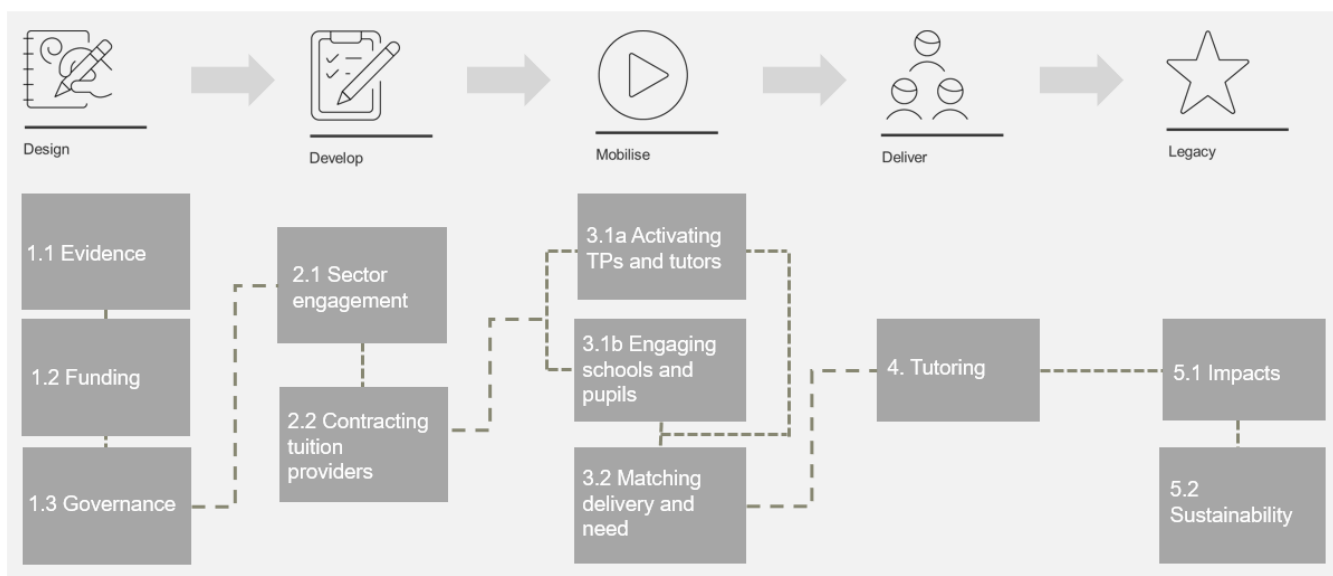 Design
Develop
Mobilise
Deliver
Legacy
1.1 Evidence
1.2 Funding
1.3 Governance
2.1 Sector
engagement
2.2 Contracting
tuition
providers
3.1a Activating
TPs and tutors
3.1b Engaging
schools and
pupils
3.2 Matching
delivery and
need
4. Tutoring
5.1 Impacts
5.2
Sustainability